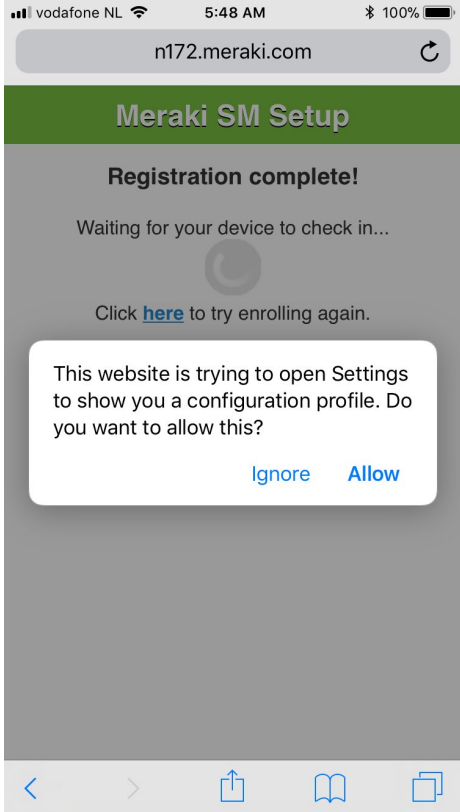 vodafone NL 5:48 AM 100%
n172.meraki.com
Meraki SM Setup
Registration complete!
Waiting for your device to check in...
Click here to try enrolling again.
This website is trying to open Settings
to show you a configuration profile. Do
you want to allow this?
Ignore Allow